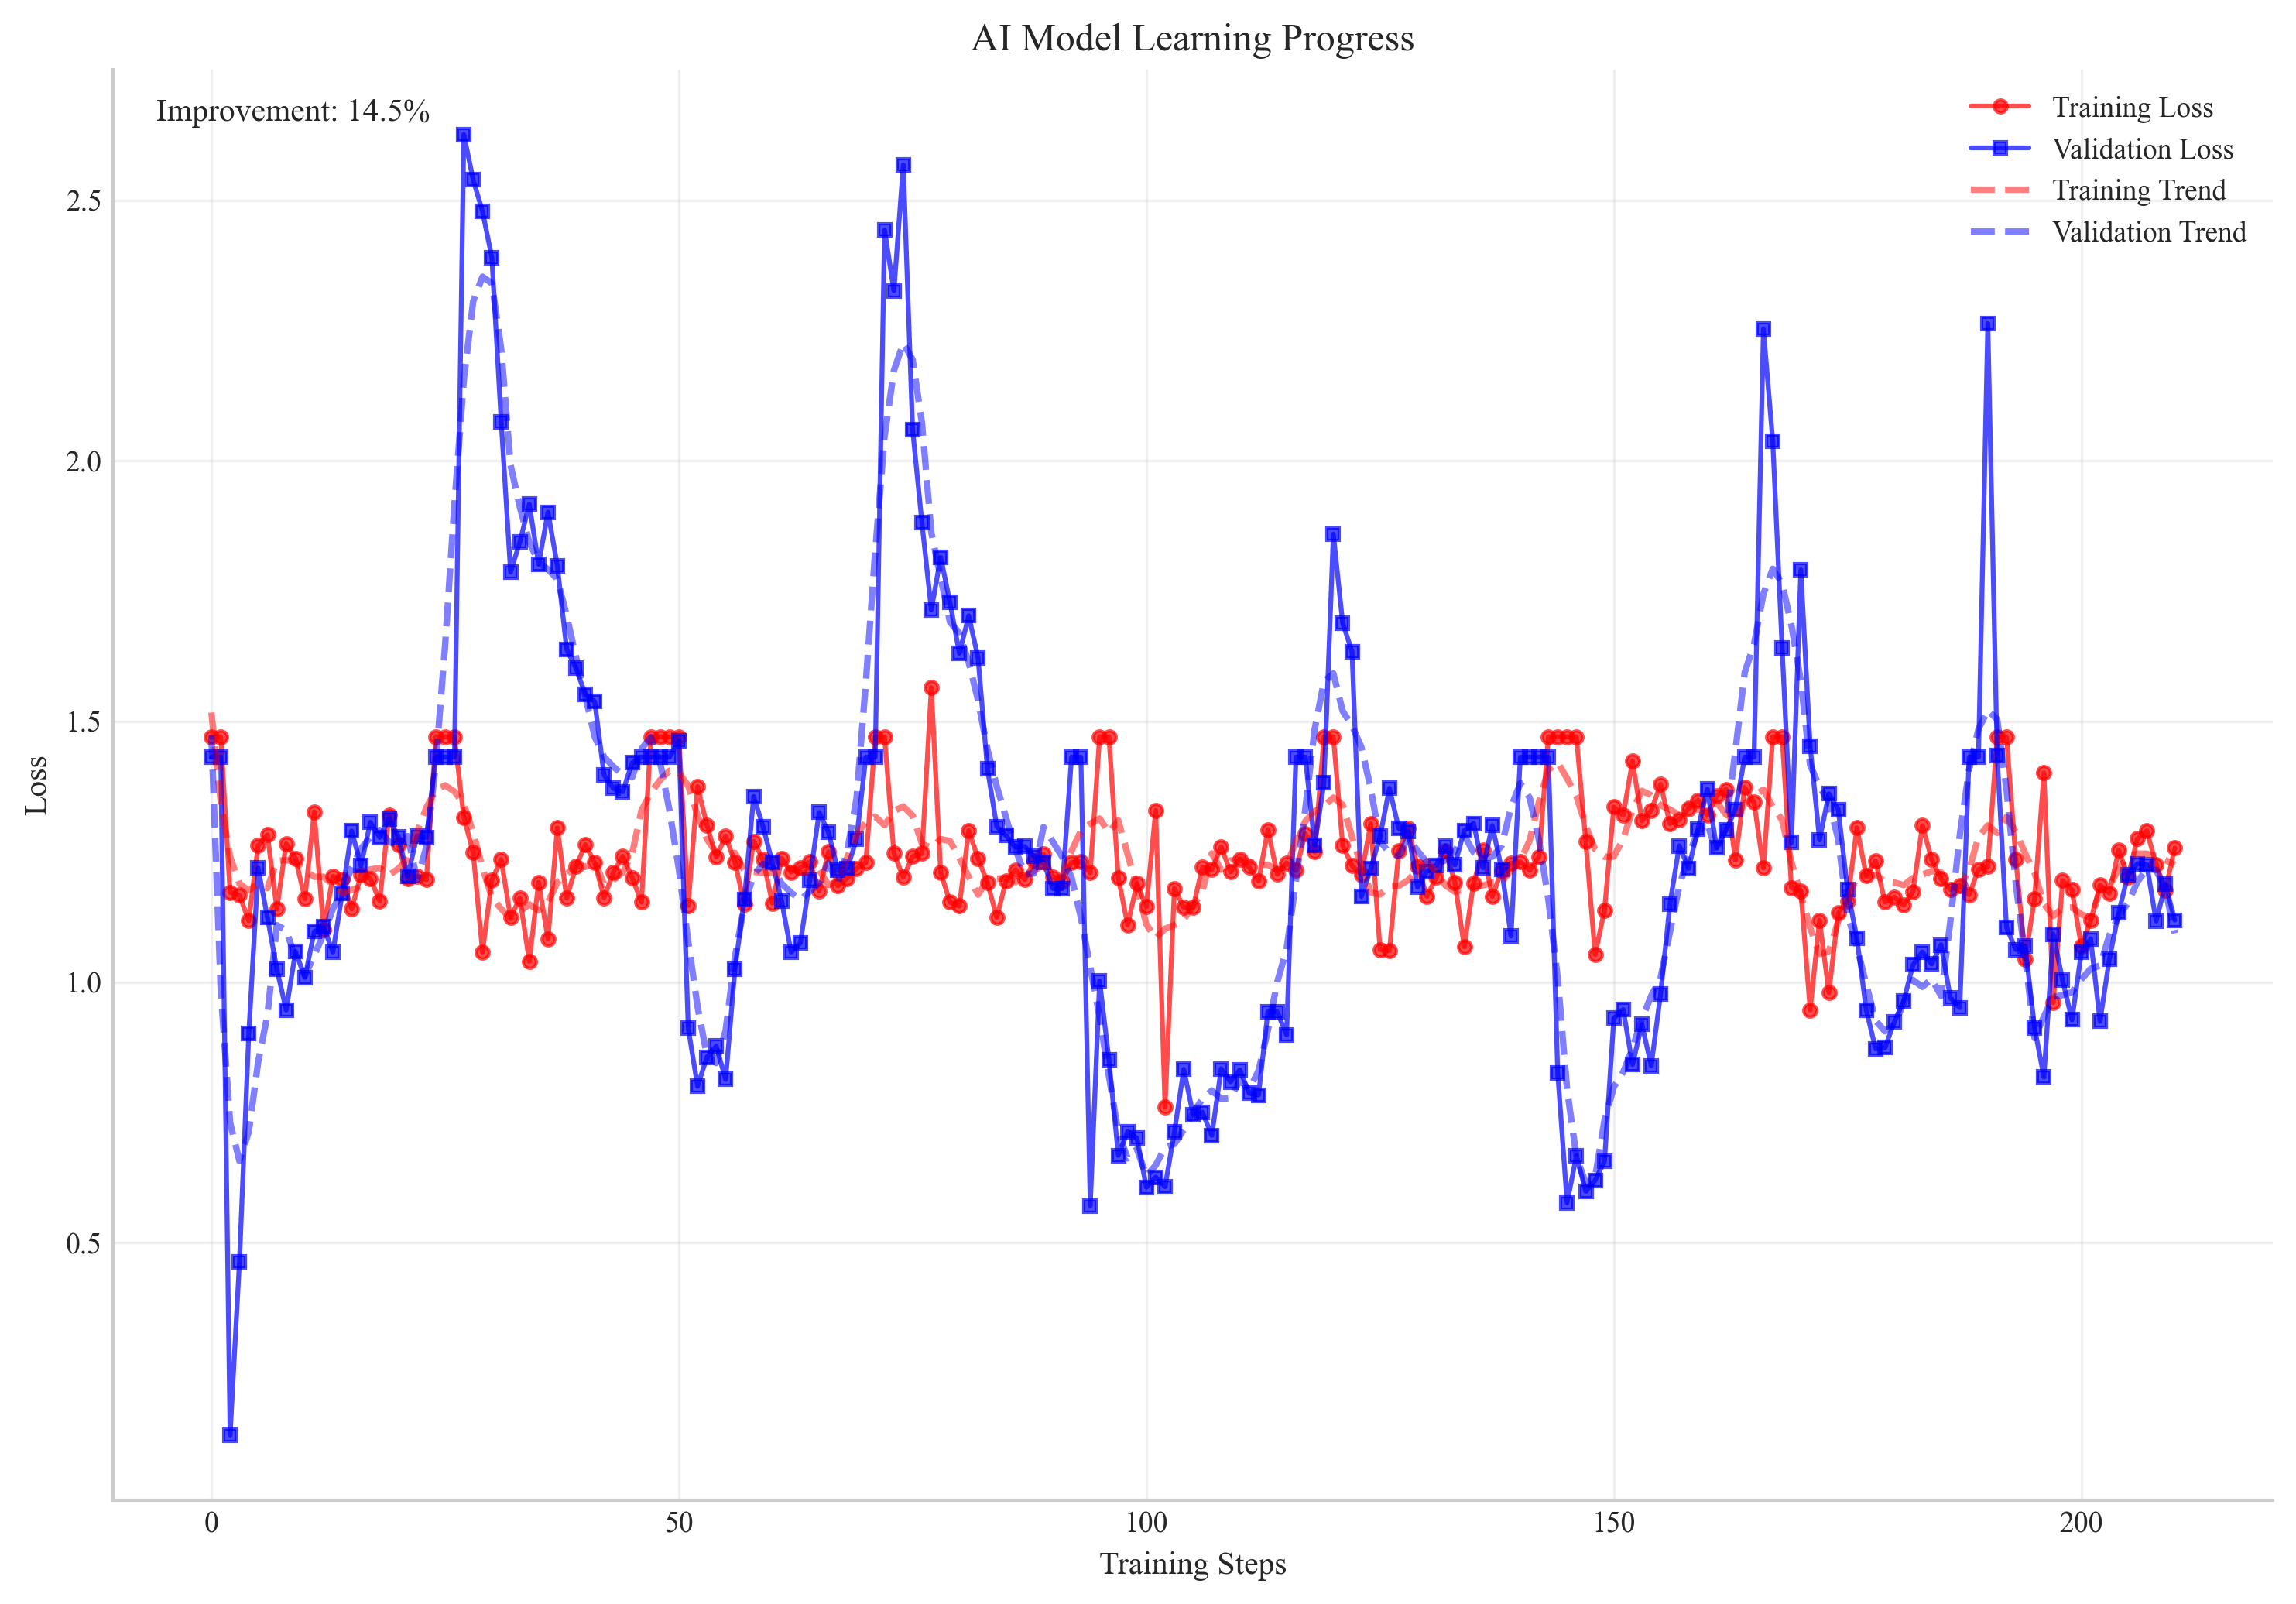 AI Model Learning Progress
Improvement: 14.5%
Training Loss
Validation Loss
Training Trend
Validation Trend
Loss
2.5
2.0
1.5
1.0
0.5
0 50 100 150 200
Training Steps